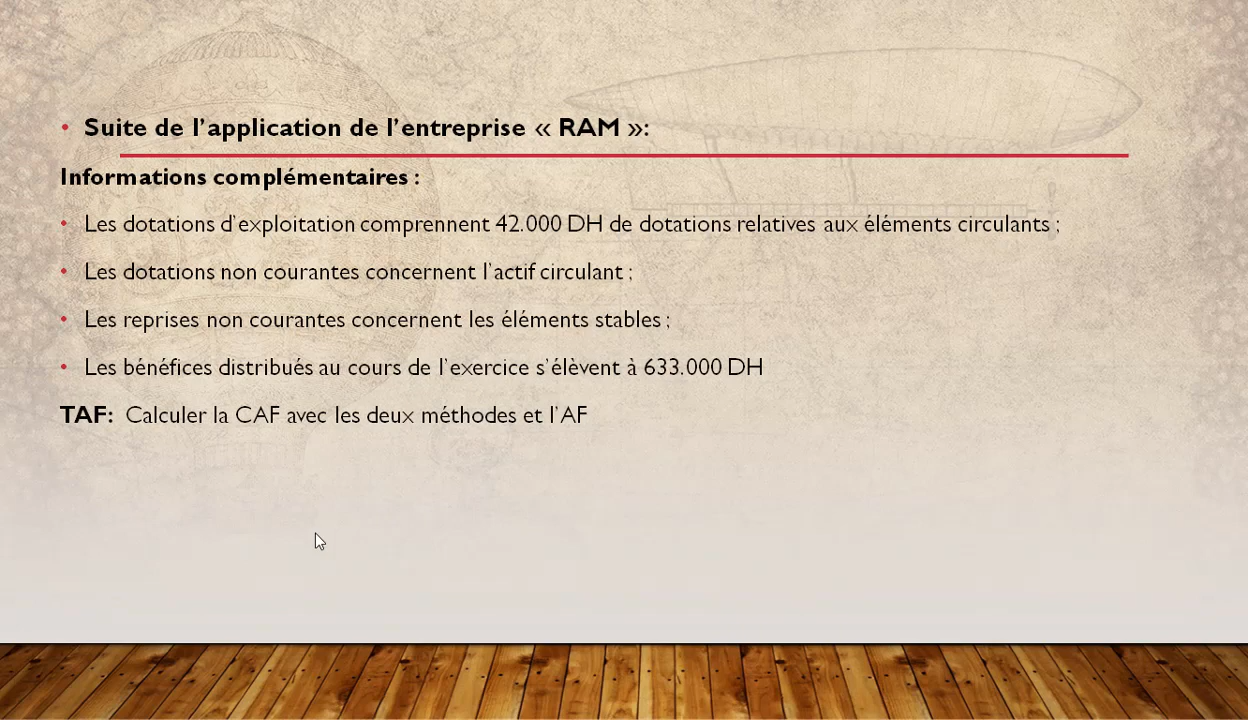 • Suite de l'application de l'entreprise « RAM »:
Informations complémentaires :
• Les dotations d'exploitation comprennent 42.000 DH de dotations relatives aux éléments circulants ;
• Les dotations non courantes concernent l'actif circulant ;
• Les reprises non courantes concernent les éléments stables ;
• Les bénéfices distribués au cours de l'exercice s'élèvent à 633.000 DH
TAF: Calculer la CAF avec les deux méthodes et l'AF